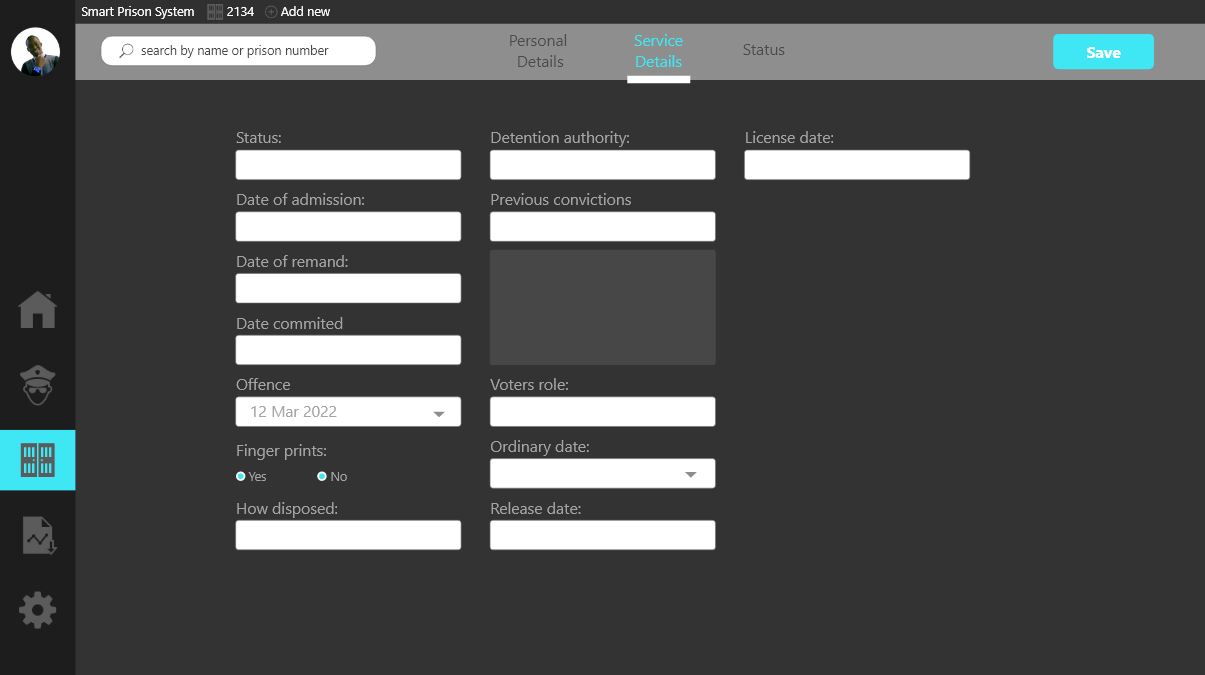 Smart Prison System 2134 Add new
search by name or prison number
Personal
Details
Service
Details
Status
Save
Status:
Detention authority:
License date:
Date of admission:
Previous convictions
Date of remand:
Date commited
Offence
12 Mar 2022
Voters role:
Finger prints:
Yes No
Ordinary date:
How disposed:
Release date: